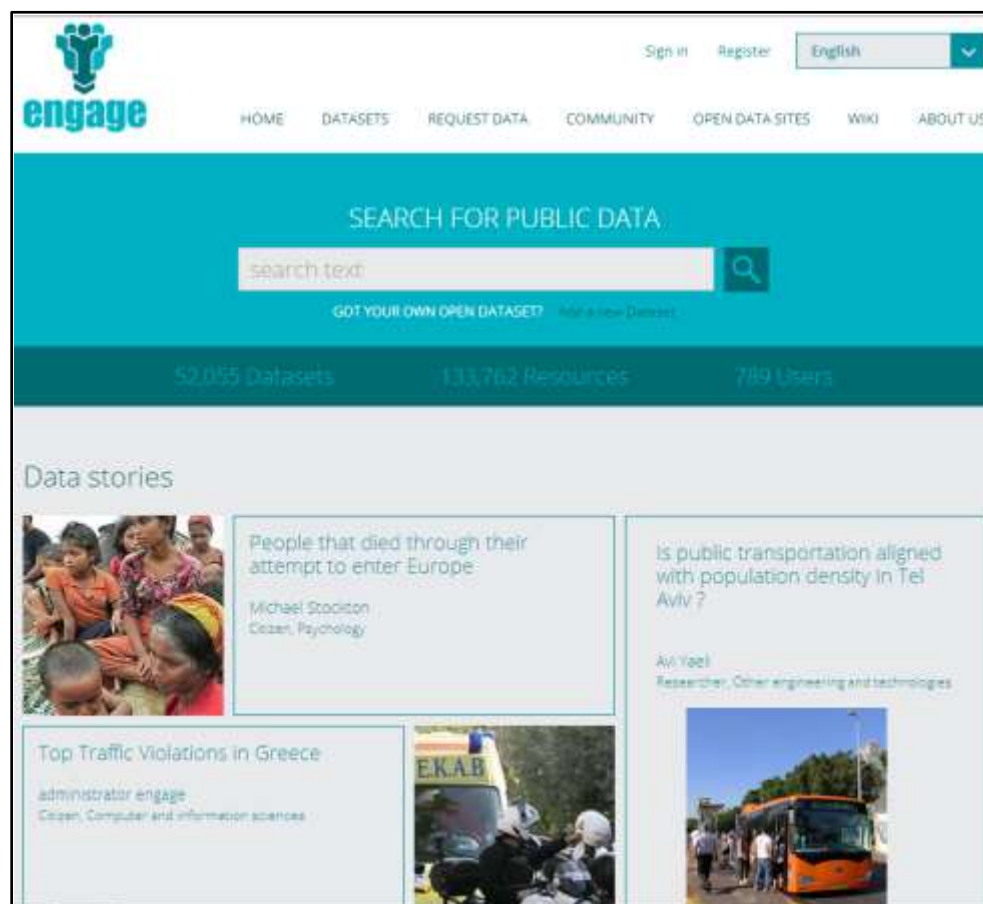 engage
Sign in Register English
HOME DATASETS REQUEST DATA COMMUNITY OPEN DATA SITES WIKI ABOUT US
SEARCH FOR PUBLIC DATA
search text
GOT YOUR OWN OPEN DATASET? Add a new Dataset
52,055 Datasets 133,762 Resources 789 Users
Data stories
People that died through their
attempt to enter Europe
Michael Stockton
Citizen, Psychology
Is public transportation aligned
with population density in Tel
Aviv ?
Avi Yaeli
Researcher, Other engineering and technologies
Top Traffic Violations in Greece
administrator engage
Citizen, Computer and information sciences
E.K.A.B